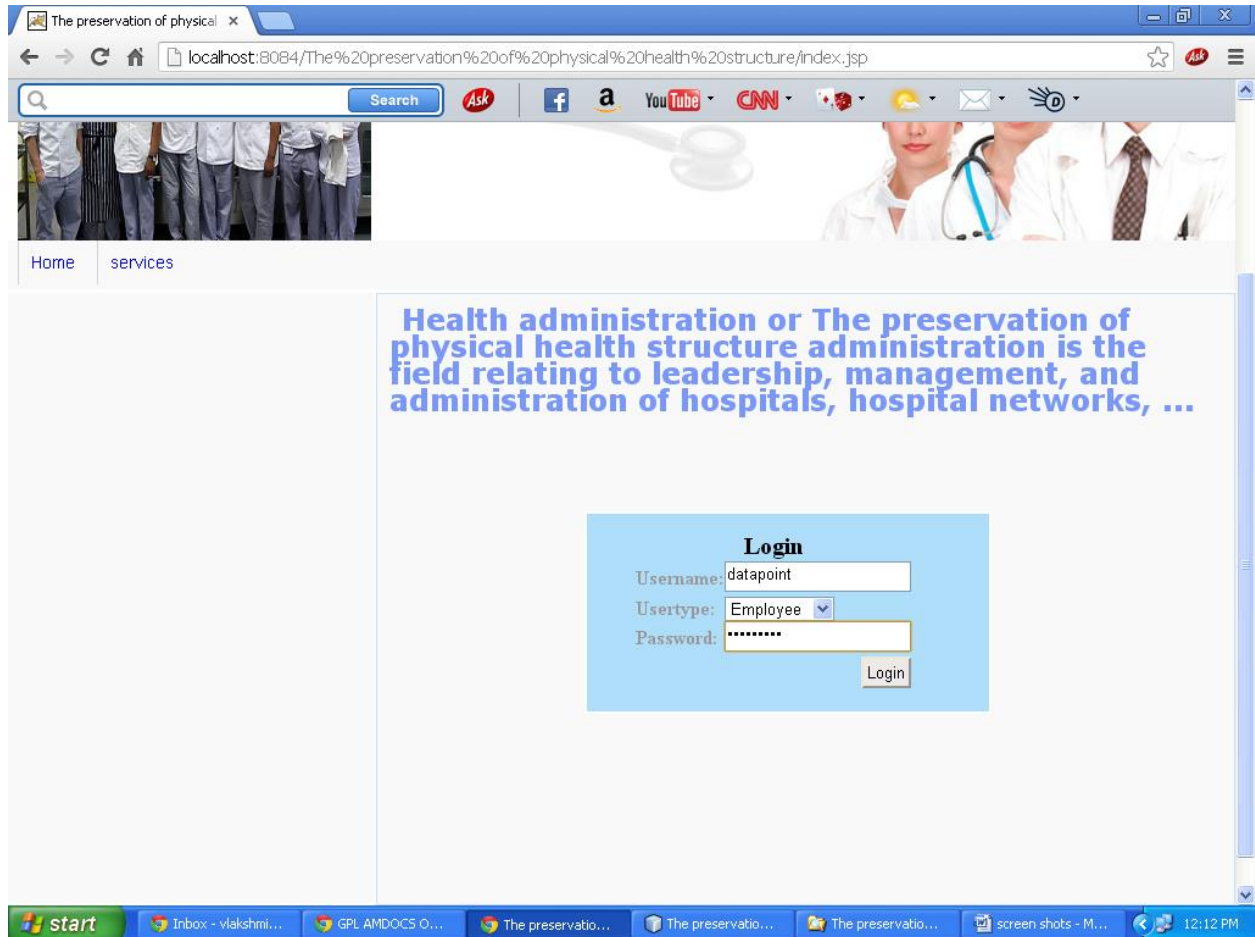 The preservation of physical
localhost:8084/The%20preservation%20of%20physical%20health%20structure/index.jsp
Ask
Search
Ask
f
a
YouTube
CNN
D
Home
services
Health administration or The preservation of
physical health structure administration is the
field relating to leadership, management, and
administration of hospitals, hospital networks, ...
Login
Username:
datapoint
Usertype:
Employee
Password:
•••••••••
Login
start
Inbox - vlakshmi...
GPL AMDOCS O...
The preservatio...
The preservatio...
The preservatio...
screen shots - M...
12:12 PM